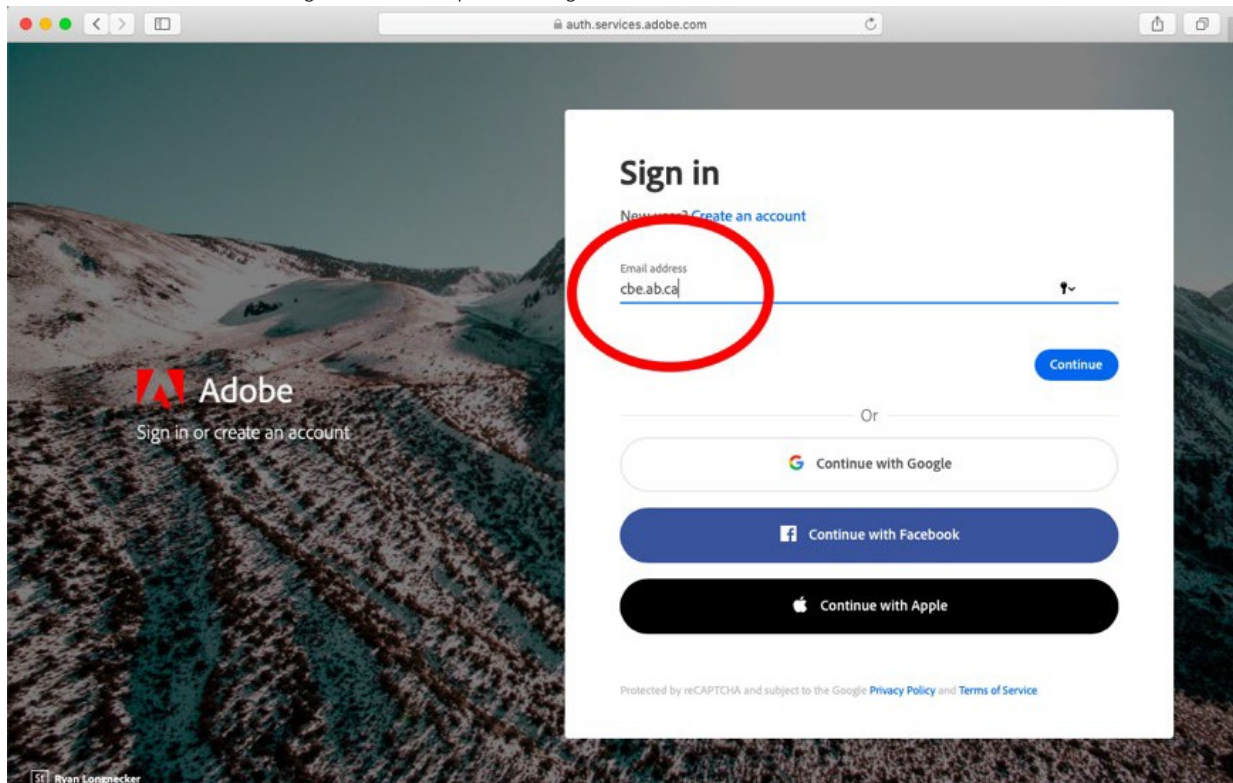 auth.services.adobe.com
Sign in
New user? Create an account
Email address
cbe.ab.ca
Continue
Or
Continue with Google
Continue with Facebook
Continue with Apple
Protected by reCAPTCHA and subject to the Google Privacy Policy and Terms of Service
Adobe
Sign in or create an account
St Ryan Longnecker